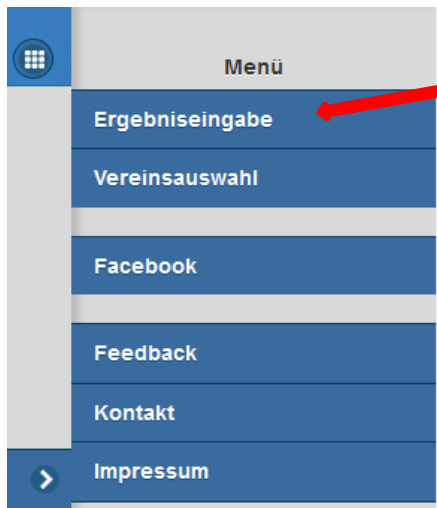 Menü
Ergebniseingabe
Vereinsauswahl
Facebook
Feedback
Kontakt
Impressum